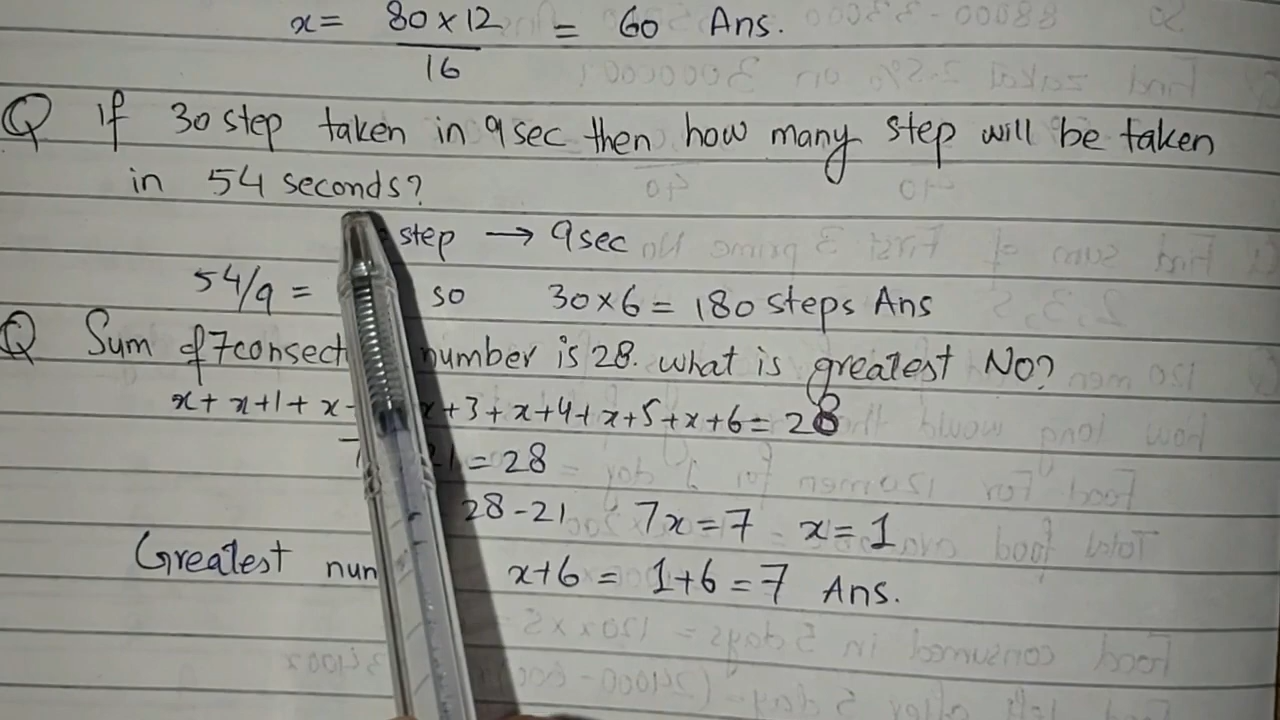 x = 80 x 12 / 16 = 60 Ans.
Q If 30 step taken in 9 sec then how many step will be taken
in 54 seconds?
step → 9 sec
54/9 = so 30 x 6 = 180 steps Ans
Q Sum of 7 consect number is 28. what is greatest No?
x + x+1 + x x+3 + x+4 + x+5 + x+6 = 28
21 = 28
28-21 7x = 7 x = 1
Greatest num x+6 = 1+6 = 7 Ans.